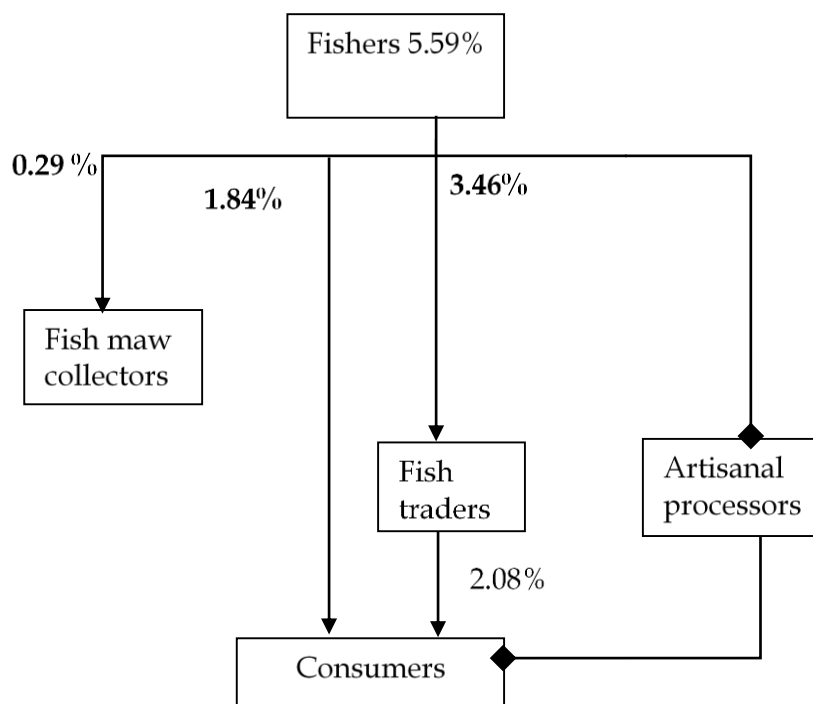 Fishers 5.59%
0.29 %
1.84%
3.46%
Fish maw
collectors
Fish
traders
Artisanal
processors
2.08%
Consumers